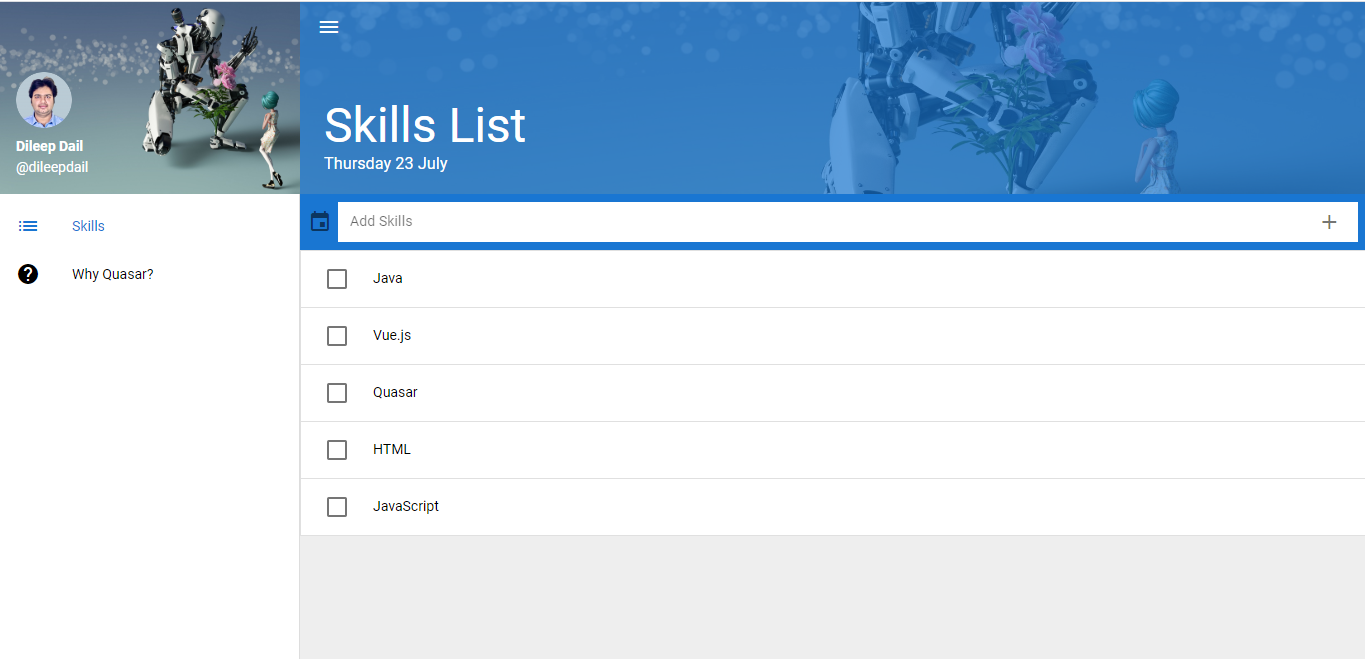 Dileep Dail
@dileepdail
Skills
Why Quasar?
Skills List
Thursday 23 July
Add Skills
Java
Vue.js
Quasar
HTML
JavaScript